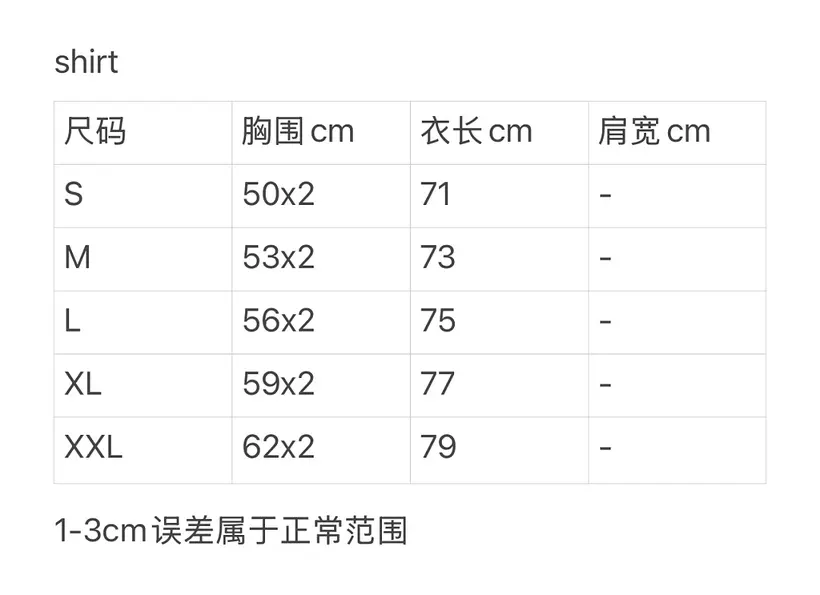 shirt
尺码 胸围cm 衣长cm 肩宽cm
S 50x2 71 -
M 53x2 73 -
L 56x2 75 -
XL 59x2 77 -
XXL 62x2 79 -
1-3cm误差属于正常范围